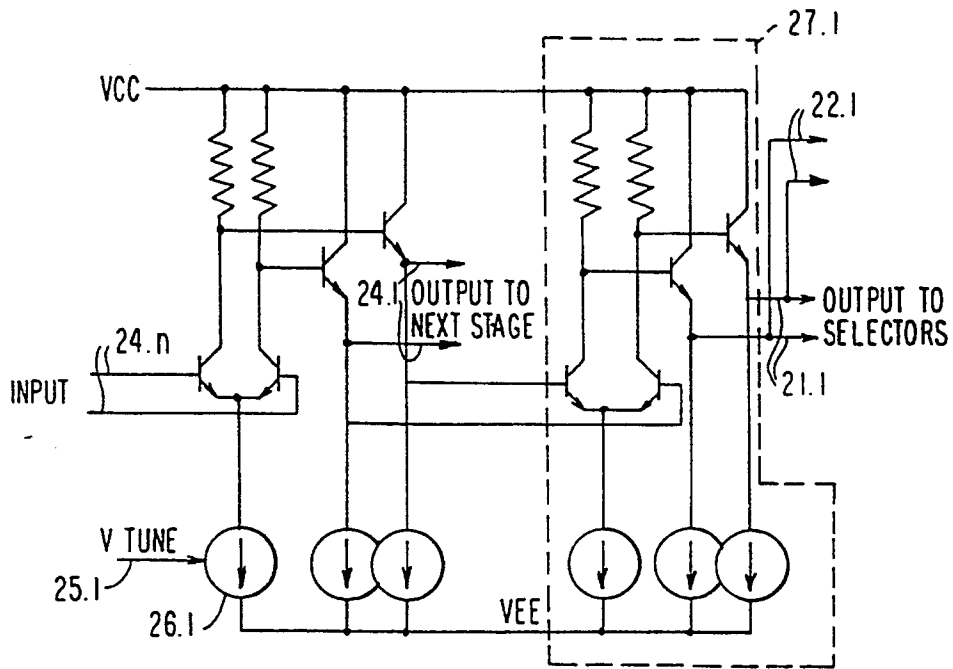 27.1
VCC
22.1
24.1 OUTPUT TO
NEXT STAGE
OUTPUT TO
SELECTORS
24.n
INPUT
21.1
V TUNE
25.1
26.1
VEE